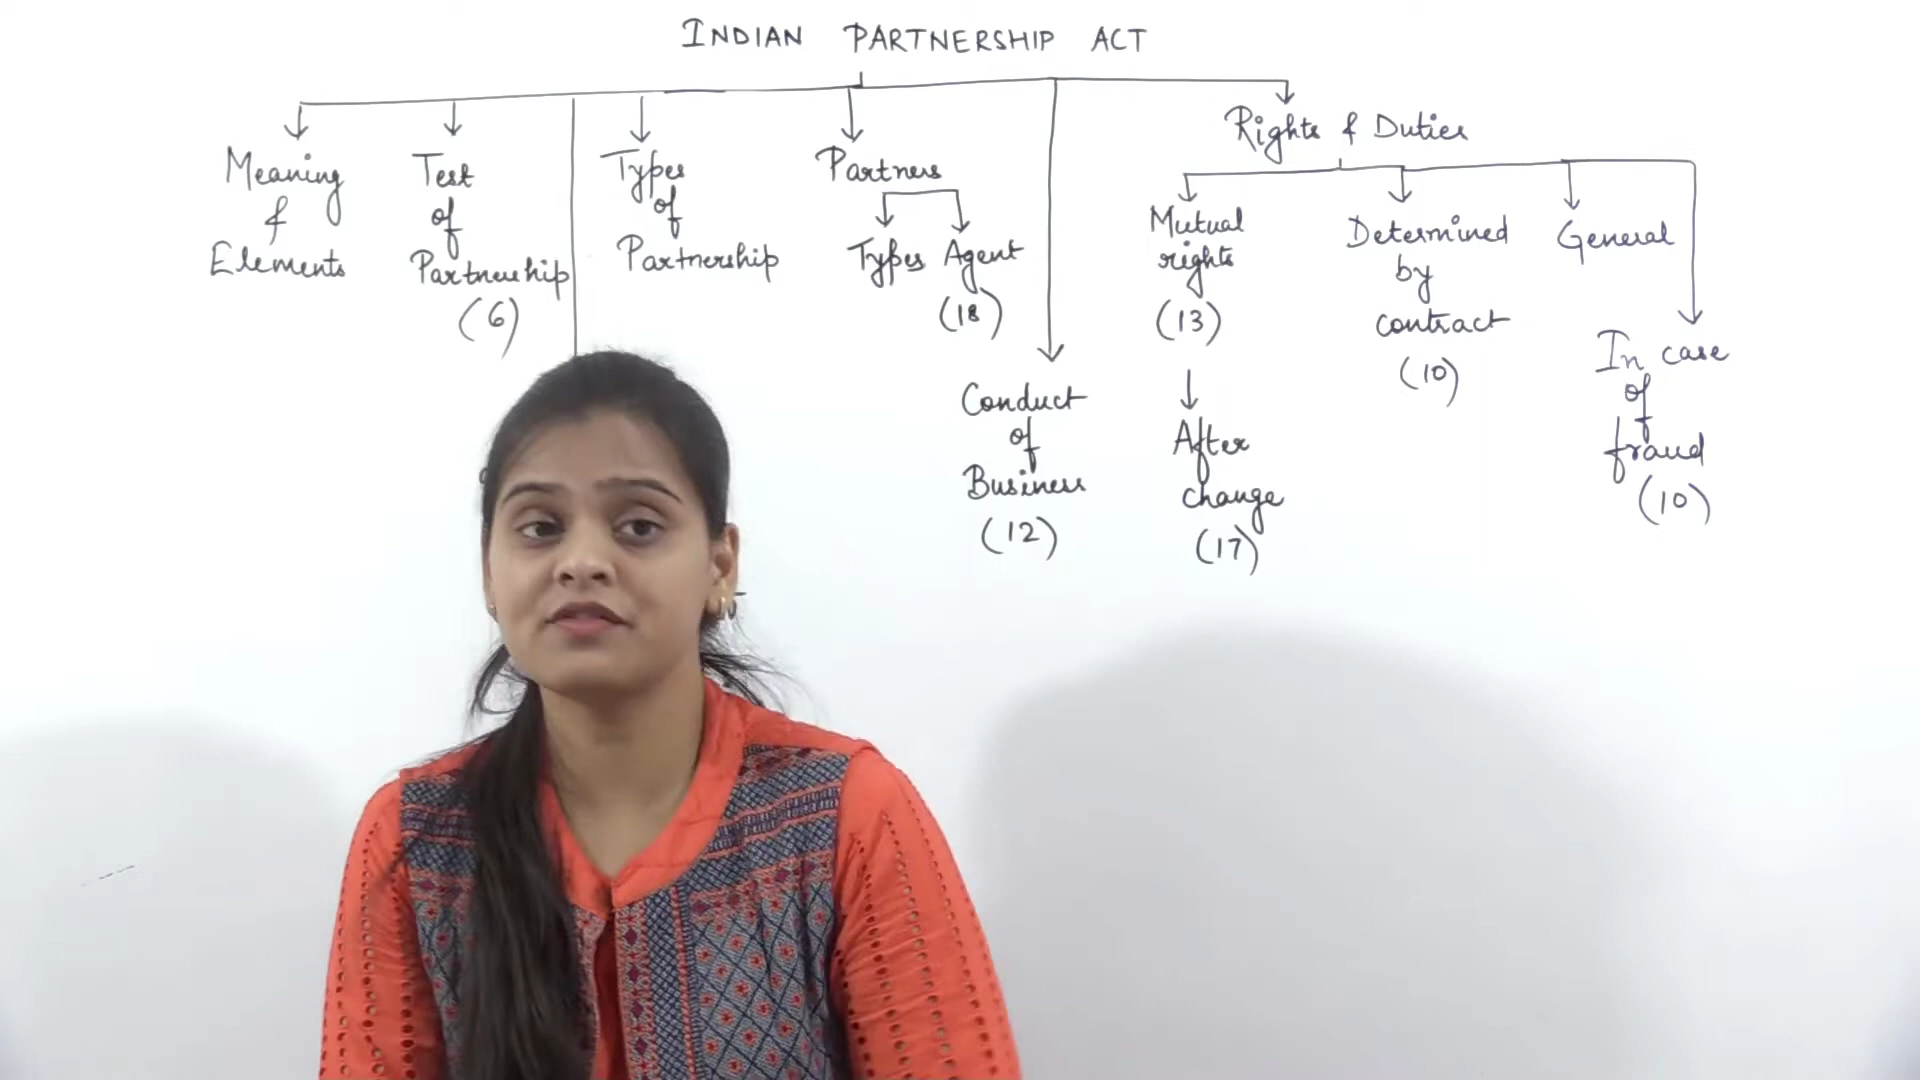 INDIAN PARTNERSHIP ACT
Meaning
&
Elements
Test
of
Partnership
(6)
Types
of
Partnership
Partners
Types Agent
(18)
Conduct
of
Business
(12)
Rights & Duties
Mutual
rights
(13)
After
change
(17)
Determined
by
contract
(10)
General
In case
of
fraud
(10)